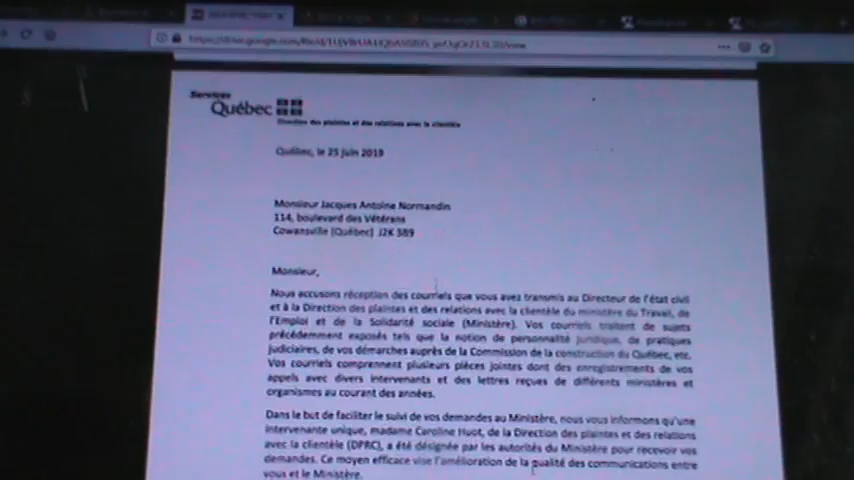 Services
Québec
Direction des plaintes et des relations avec la clientèle
Québec, le 25 juin 2019
Monsieur Jacques Antoine Normandin
114, boulevard des Vétérans
Cowansville (Québec) J2K 3B9
Monsieur,
Nous accusons réception des courriels que vous avez transmis au Directeur de l'état civil
et à la Direction des plaintes et des relations avec la clientèle du ministère du Travail, de
l'Emploi et de la Solidarité sociale (Ministère). Vos courriels traitent de sujets
précédemment exposés tels que la notion de personnalité juridique, de pratiques
judiciaires, de vos démarches auprès de la Commission de la construction du Québec, etc.
Vos courriels comprennent plusieurs pièces jointes dont des enregistrements de vos
appels avec divers intervenants et des lettres reçues de différents ministères et
organismes au courant des années.
Dans le but de faciliter le suivi de vos demandes au Ministère, nous vous informons qu'une
intervenante unique, madame Caroline Huot, de la Direction des plaintes et des relations
avec la clientèle (DPRC), a été désignée par les autorités du Ministère pour recevoir vos
demandes. Ce moyen efficace vise l'amélioration de la qualité des communications entre
vous et le Ministère.